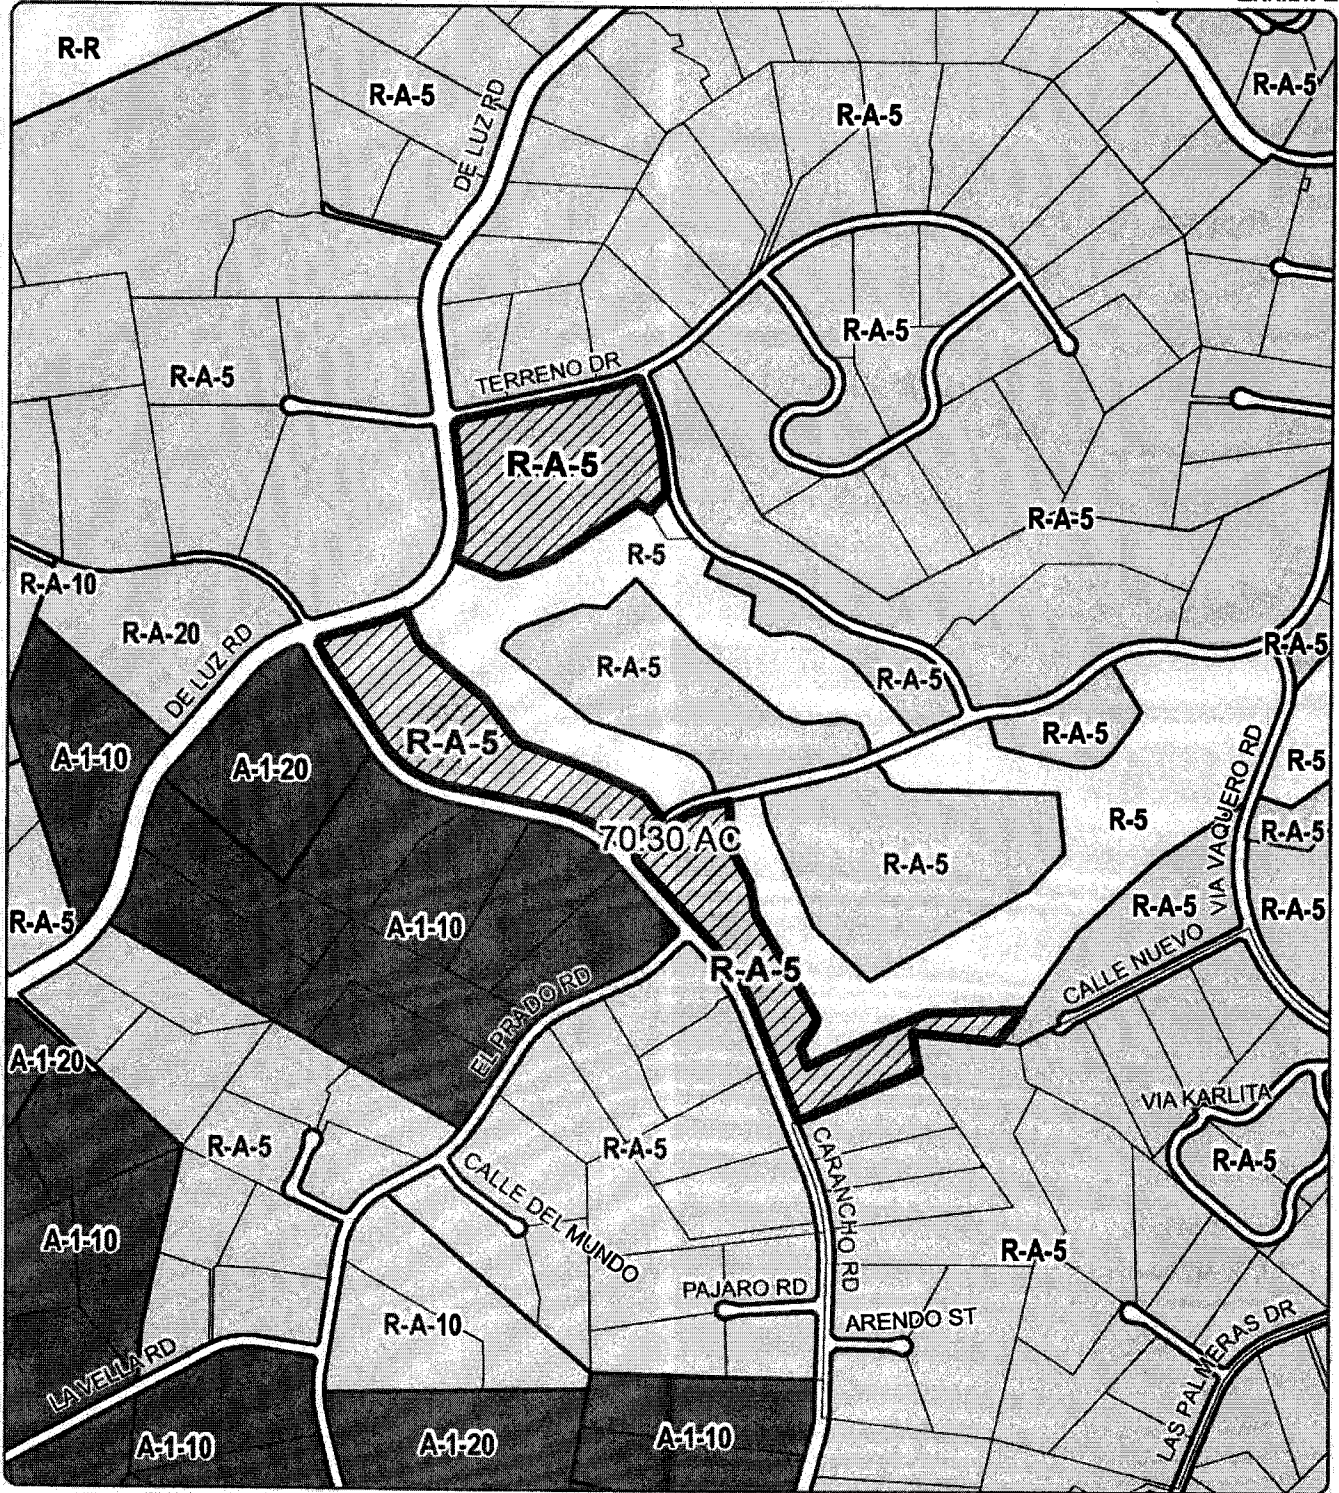 R-R
R-A-5
DE LUZ RD
R-A-5
R-A-5
R-A-5
R-A-5
TERRENO DR
R-A-5
R-A-5
R-5
R-A-10
R-A-20
DE LUZ RD
R-A-5
R-A-5
R-A-5
R-A-5
R-A-5
A-1-10
A-1-20
VIA VAQUERO RD
R-5
70.30 AC
R-5
R-A-5
R-A-5
R-A-5
R-A-5
R-A-5
A-1-10
CALLE NUEVO
R-A-5
EL PRADO RD
A-1-20
VIA KARLITA
R-A-5
R-A-5
R-A-5
CALLE DEL MUNDO
CARANCHO RD
A-1-10
R-A-5
PAJARO RD
R-A-10
ARENDO ST
LA VELLA RD
LAS PALMERAS DR
A-1-10
A-1-20
A-1-10